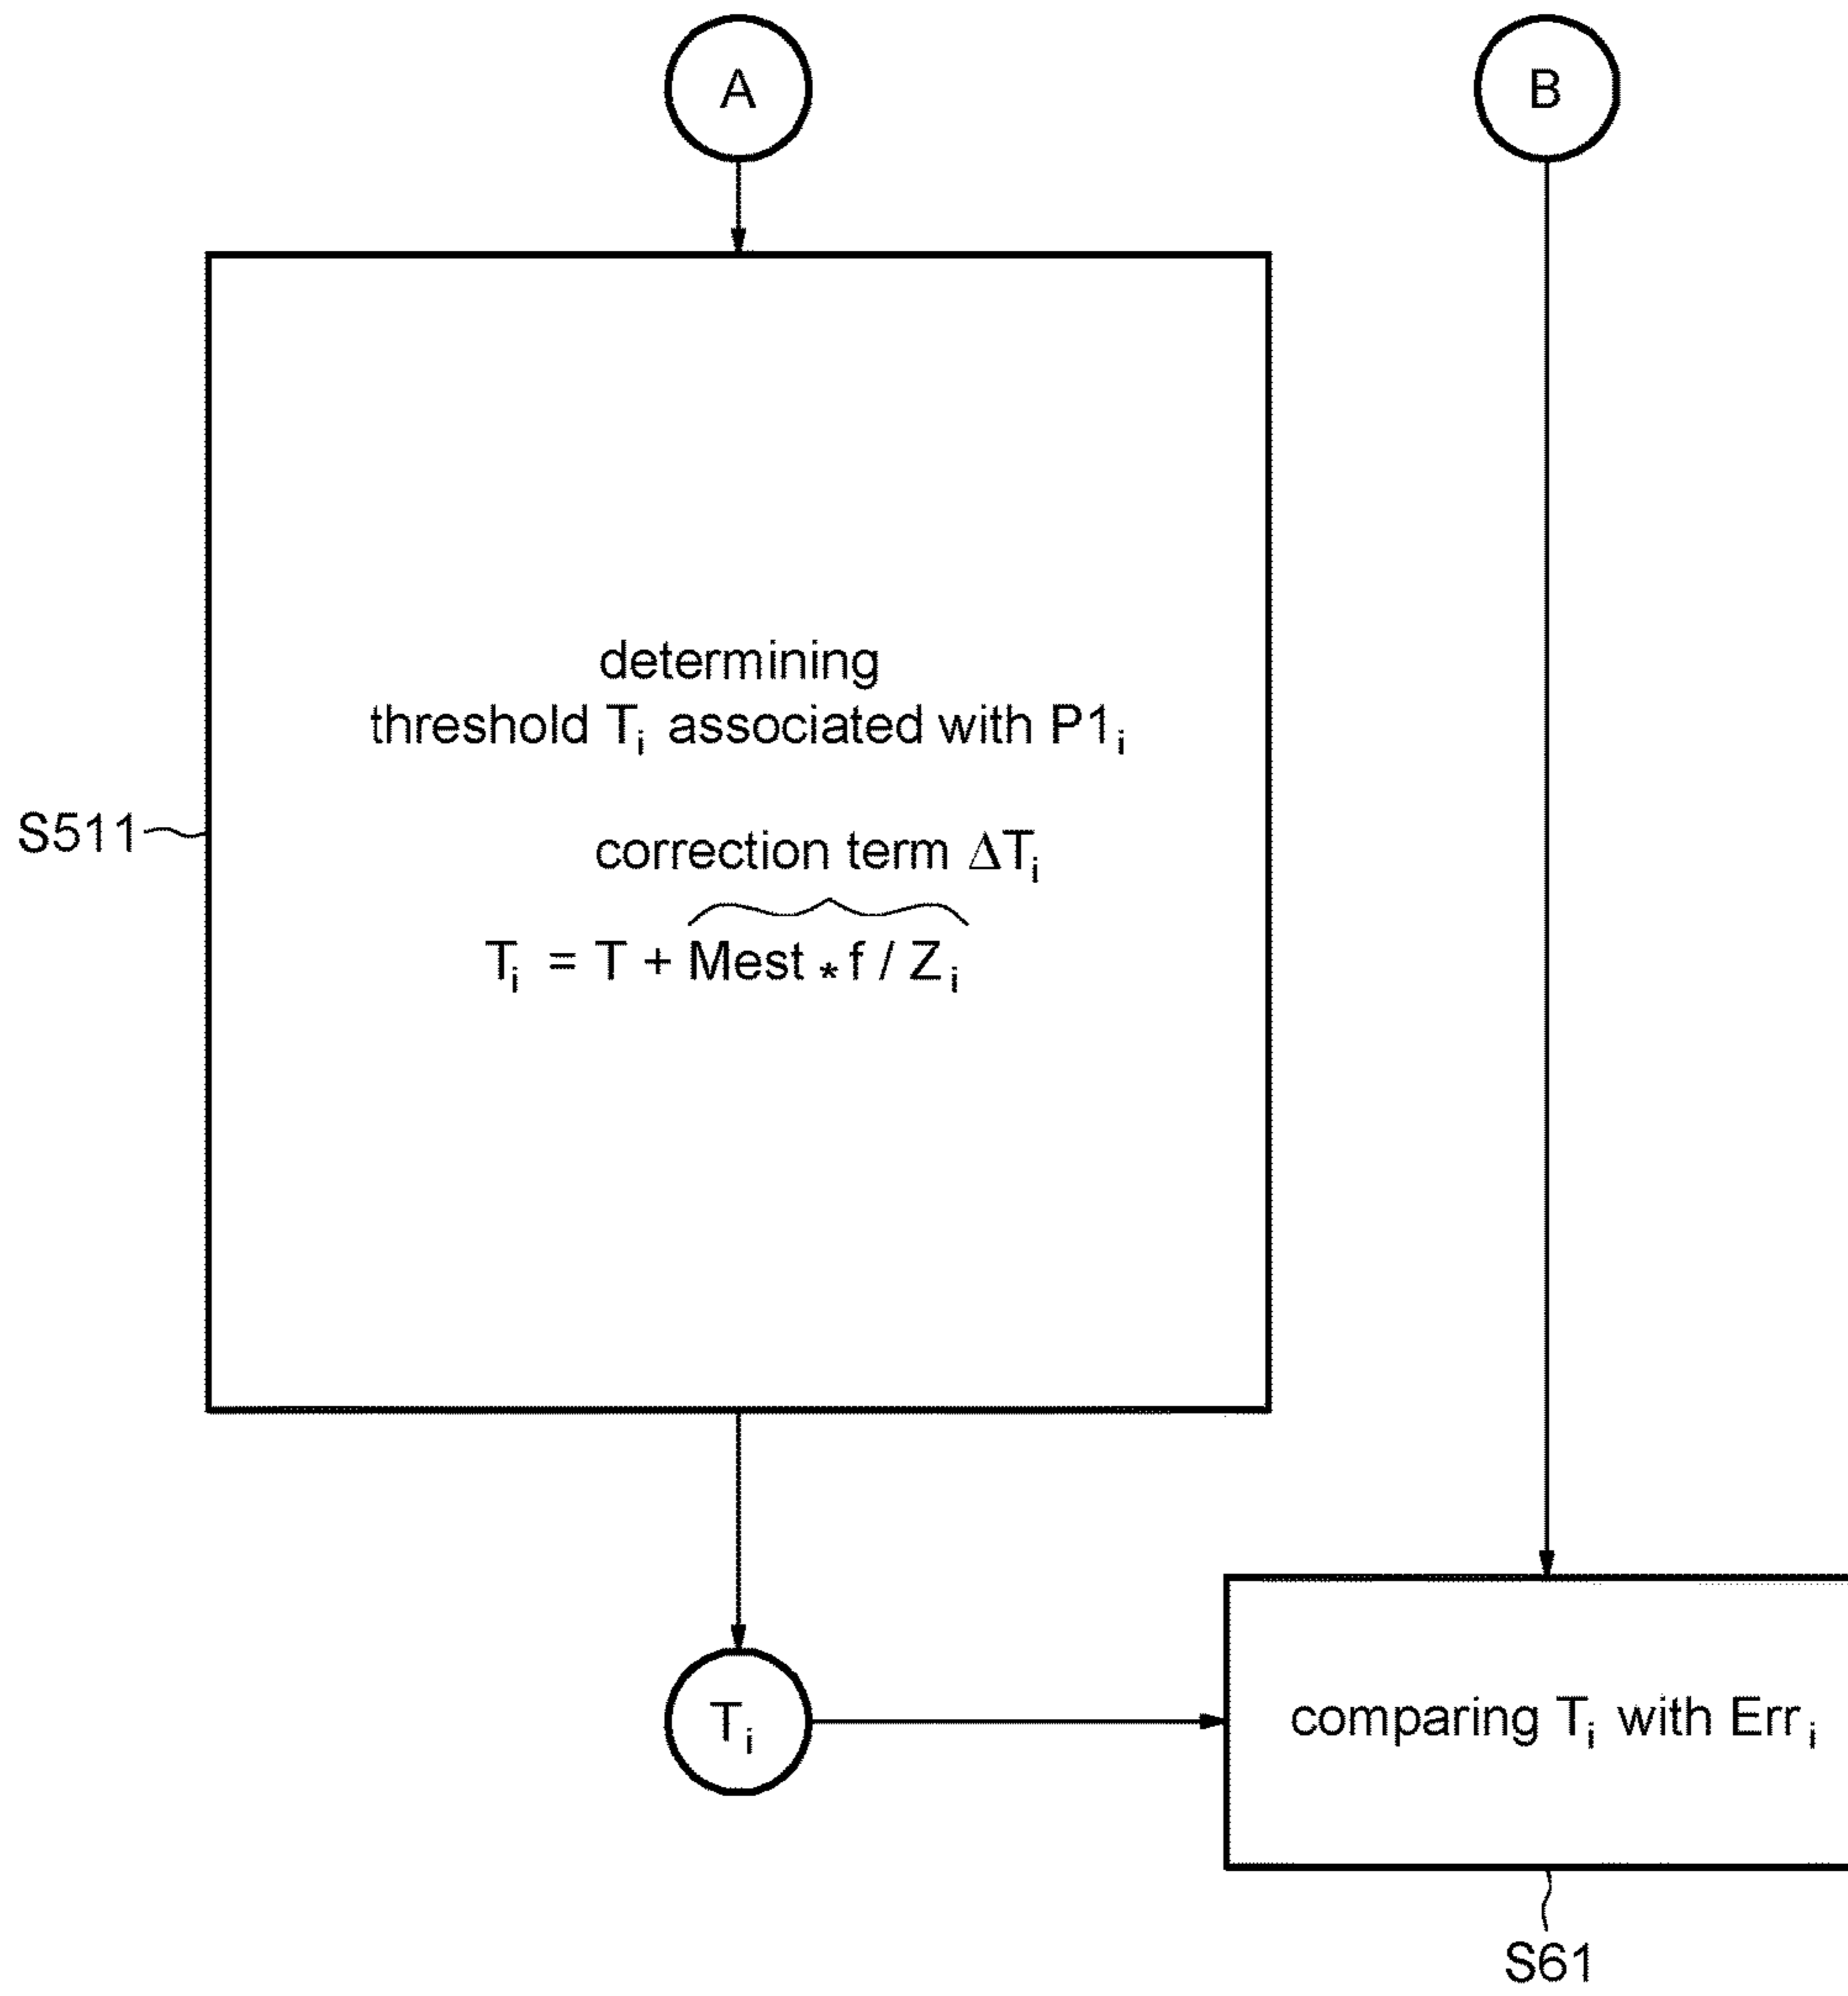 A
B
determining
threshold Tᵢ associated with P1ᵢ
S511
correction term ΔTᵢ
Tᵢ = T + Mest * f / Zᵢ
Tᵢ
comparing Tᵢ with Errᵢ
S61